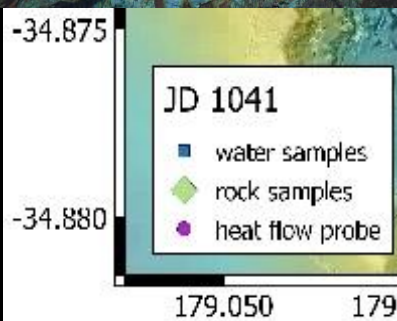 -34.875
JD 1041
water samples
rock samples
-34.880
heat flow probe
179.050
179